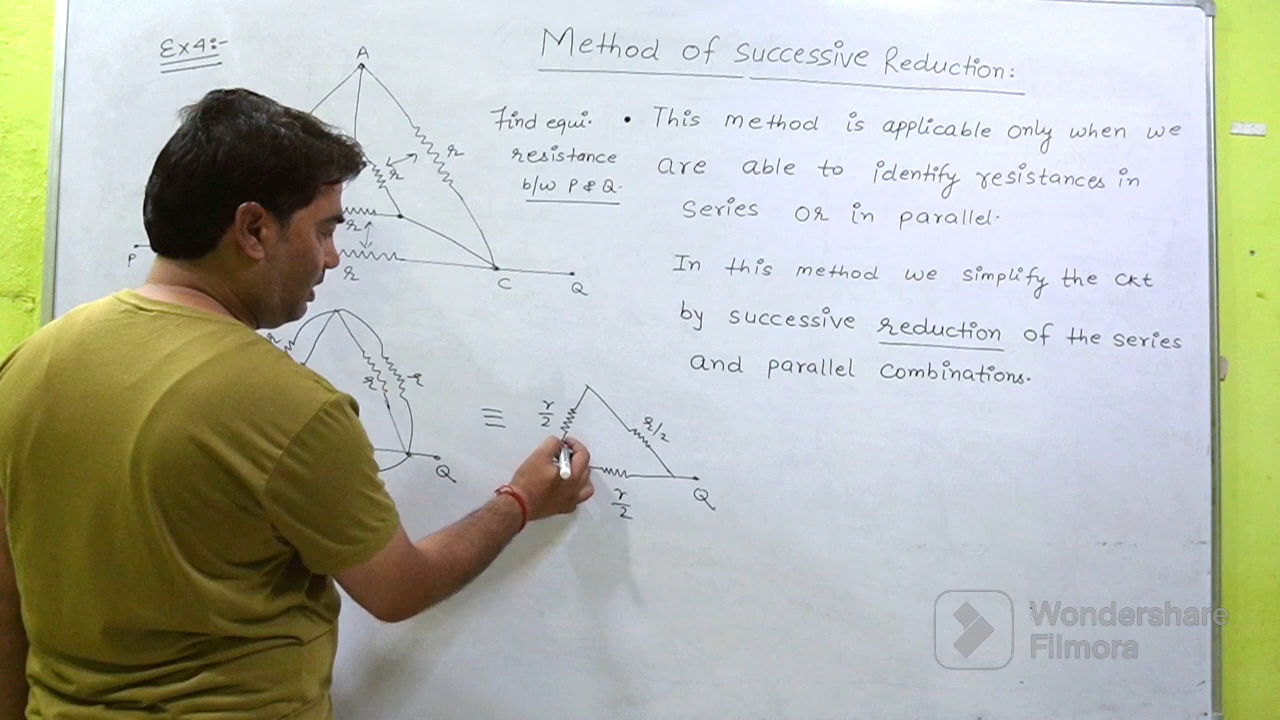 Ex4:-
Method of Successive Reduction:
A
Find equi.
resistance
b/w P & Q.
• This method is applicable only when we
are able to identify resistances in
series or in parallel.
In this method we simplify the ckt
by successive reduction of the series
and parallel combinations.
r
r
r
r
P
C
Q
r
r
r
Q
≡
r/2
r/2
r/2
Q
Wondershare
Filmora